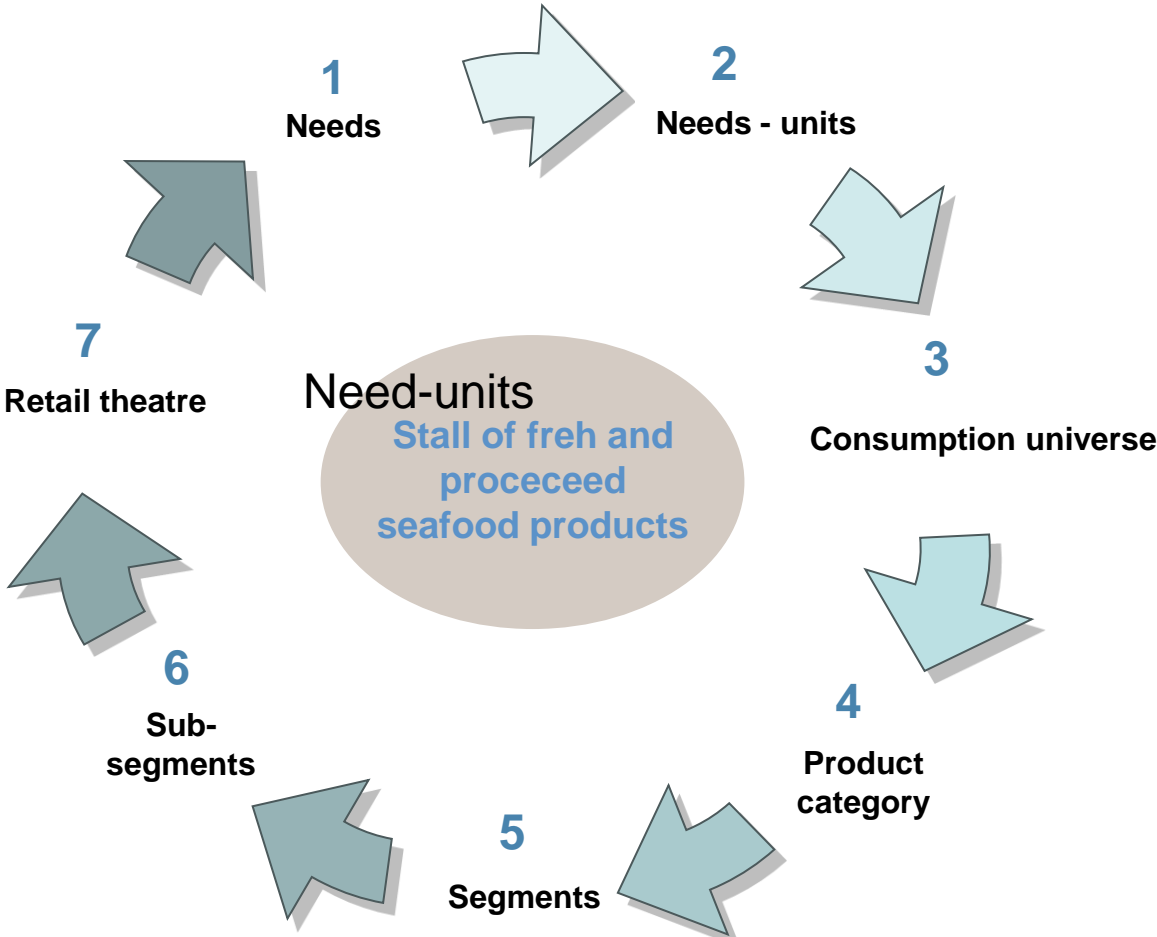 1
Needs
2
Needs - units
3
Consumption universe
4
Product
category
5
Segments
6
Sub-
segments
7
Retail theatre
Need-units
Stall of freh and
prococeed
seafood products